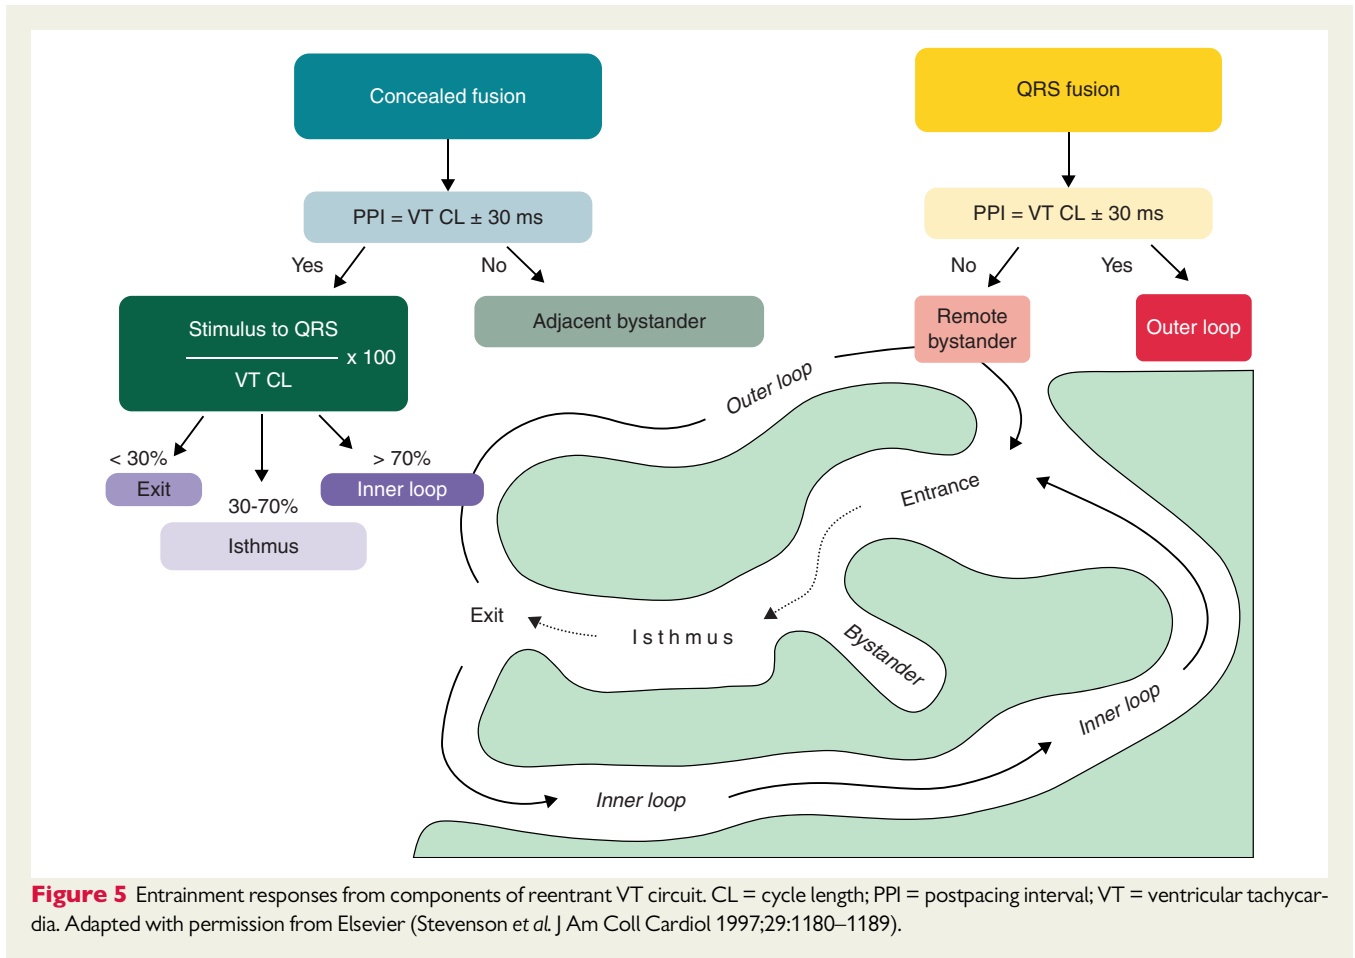 Concealed fusion
PPI = VT CL ± 30 ms
Yes
No
Stimulus to QRS
VT CL
x 100
Adjacent bystander
< 30%
Exit
30-70%
Isthmus
> 70%
Inner loop
QRS fusion
PPI = VT CL ± 30 ms
No
Yes
Remote
bystander
Outer loop
Outer loop
Entrance
Exit
Isthmus
Bystander
Inner loop
Inner loop
Figure 5 Entrainment responses from components of reentrant VT circuit. CL = cycle length; PPI = postpacing interval; VT = ventricular tachycar-
dia. Adapted with permission from Elsevier (Stevenson et al. J Am Coll Cardiol 1997;29:1180–1189).